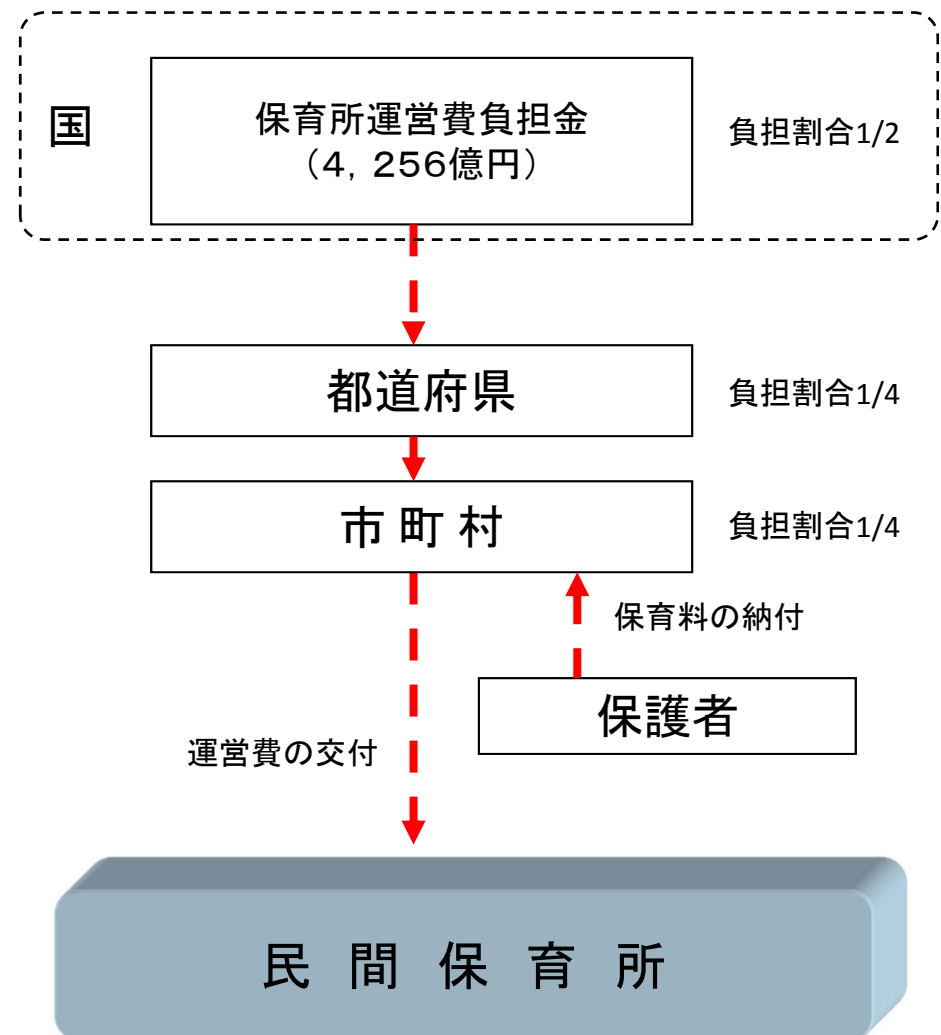 国
保育所運営費負担金
（４，２５６億円）
負担割合1/2
都道府県
負担割合1/4
市 町 村
負担割合1/4
保育料の納付
保護者
運営費の交付
民 間 保 育 所